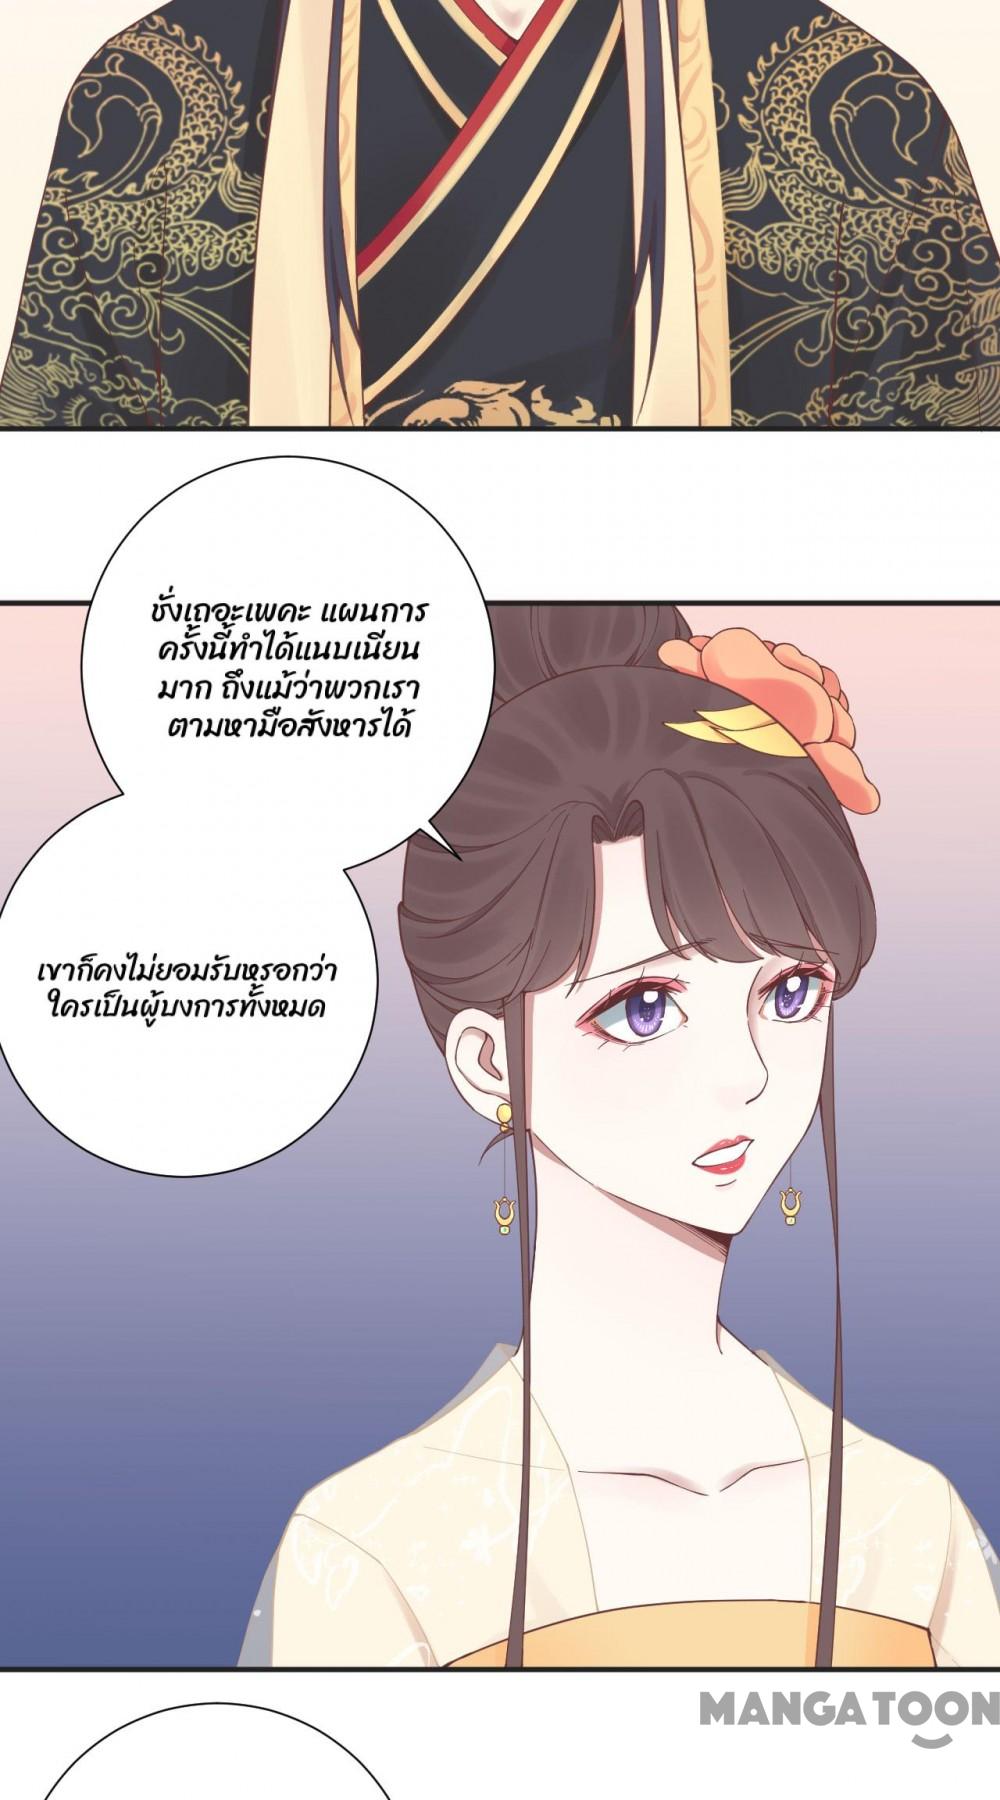 ชั่งเถอะเพคะ แผนการ
ครั้งนี้ทำได้แนบเนียน
มาก ถึงแม้ว่าพวกเรา
ตามหามือสังหารได้
เขาก็คงไม่ยอมรับหรอกว่า
ใครเป็นผู้บงการทั้งหมด
MANGATOON